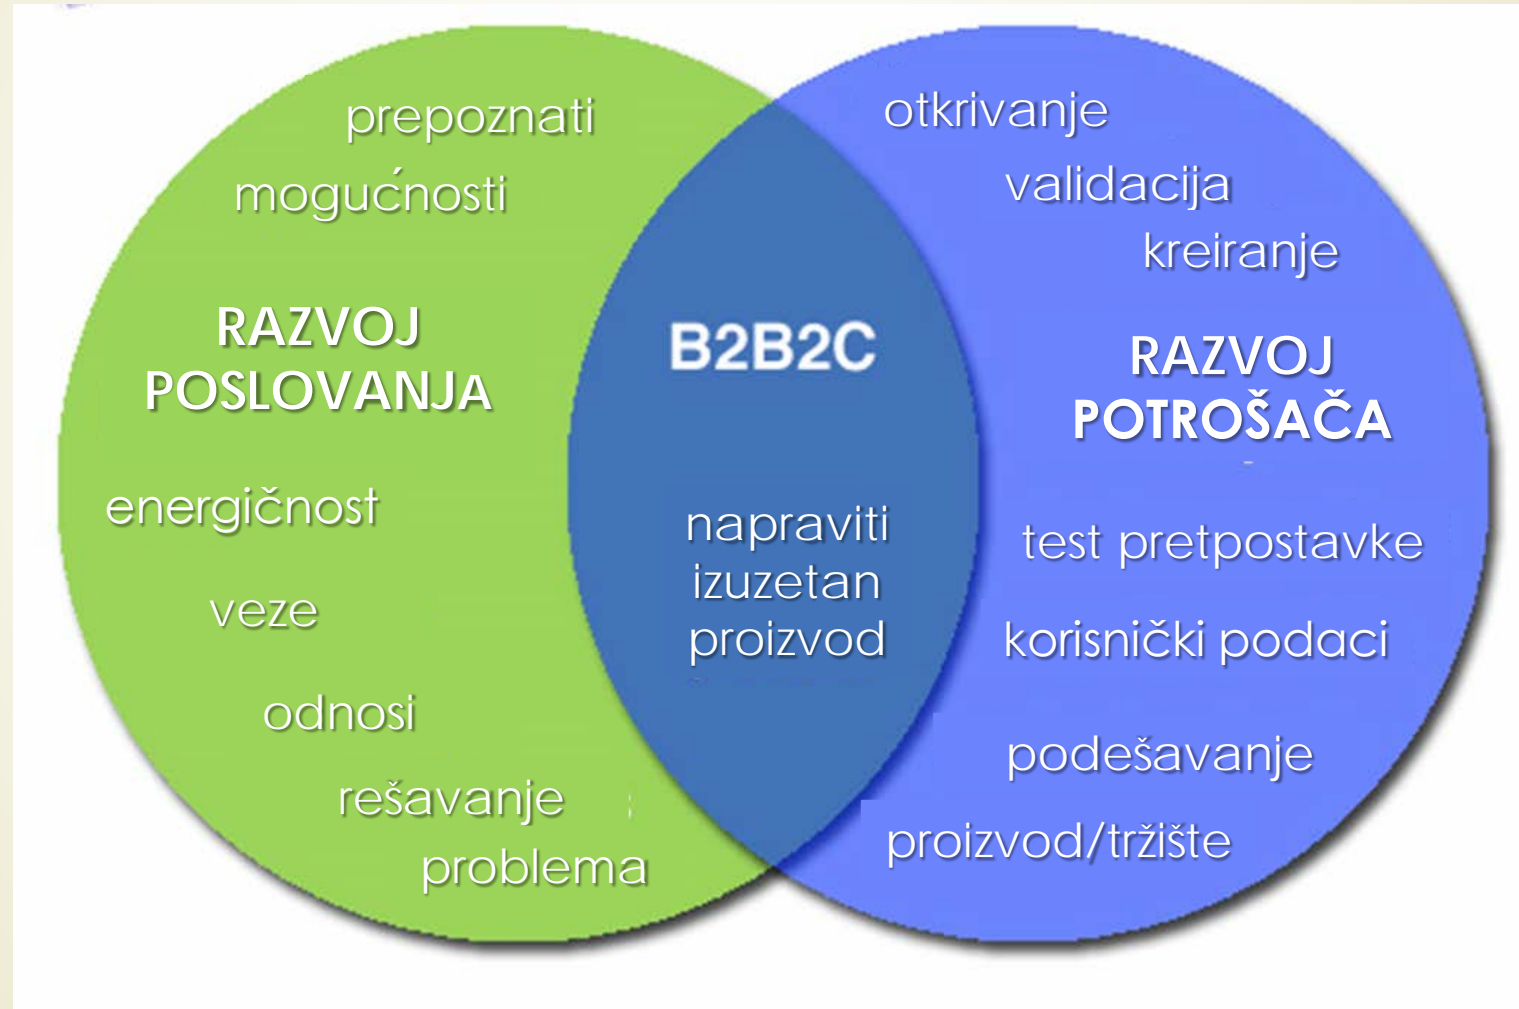 prepoznati
mogućnosti
RAZVOJ
POSLOVANJA
energičnost
veze
odnosi
rešavanje
problema
B2B2C
napraviti
izuzetan
proizvod
otkrivanje
validacija
kreiranje
RAZVOJ
POTROŠAČA
test pretpostavke
korisnički podaci
podešavanje
proizvod/tržište